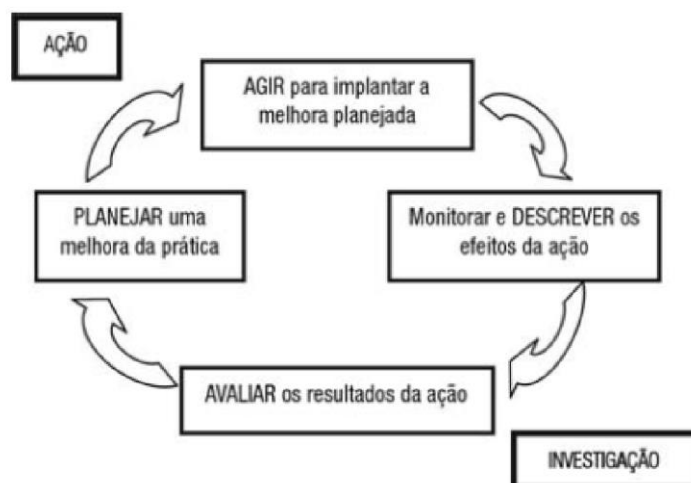 AÇÃO
AGIR para implantar a
melhora planejada
PLANEJAR uma
melhora da prática
Monitorar e DESCREVER os
efeitos da ação
AVALIAR os resultados da ação
INVESTIGAÇÃO